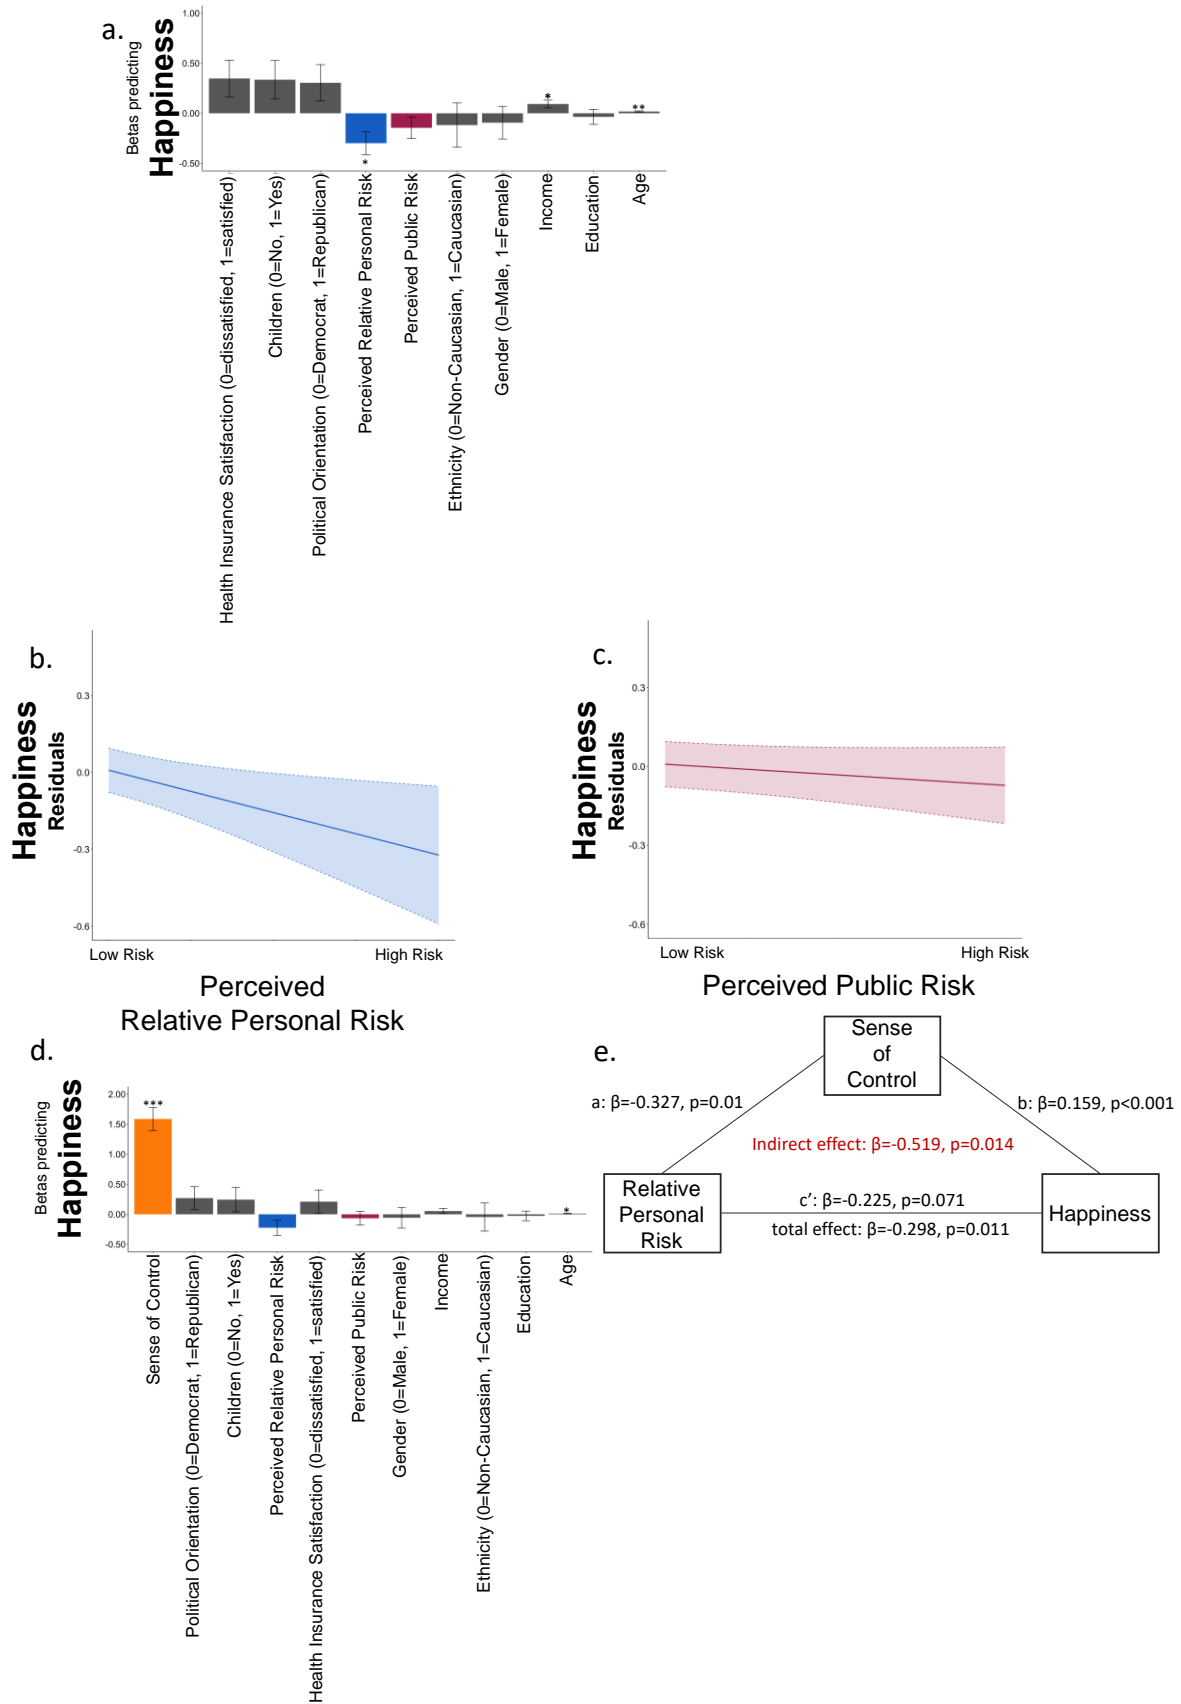 a.
Betas predicting
Happiness
1.00
0.50
0.00
-0.50
*
*
**
Health Insurance Satisfaction (0=dissatisfied, 1=satisfied)
Children (0=No, 1=Yes)
Political Orientation (0=Democrat, 1=Republican)
Perceived Relative Personal Risk
Perceived Public Risk
Ethnicity (0=Non-Caucasian, 1=Caucasian)
Gender (0=Male, 1=Female)
Income
Education
Age
b.
Happiness
Residuals
0.3
0.0
-0.3
-0.6
Low Risk
High Risk
Perceived
Relative Personal Risk
c.
Happiness
Residuals
0.3
0.0
-0.3
-0.6
Low Risk
High Risk
Perceived Public Risk
d.
Betas predicting
Happiness
2.00
1.50
1.00
0.50
0.00
-0.50
***
*
Sense of Control
Political Orientation (0=Democrat, 1=Republican)
Children (0=No, 1=Yes)
Perceived Relative Personal Risk
Health Insurance Satisfaction (0=dissatisfied, 1=satisfied)
Perceived Public Risk
Gender (0=Male, 1=Female)
Income
Ethnicity (0=Non-Caucasian, 1=Caucasian)
Education
Age
e.
Sense
of
Control
a: β=-0.327, p=0.01
b: β=0.159, p<0.001
Indirect effect: β=-0.519, p=0.014
Relative
Personal
Risk
c’: β=-0.225, p=0.071
total effect: β=-0.298, p=0.011
Happiness